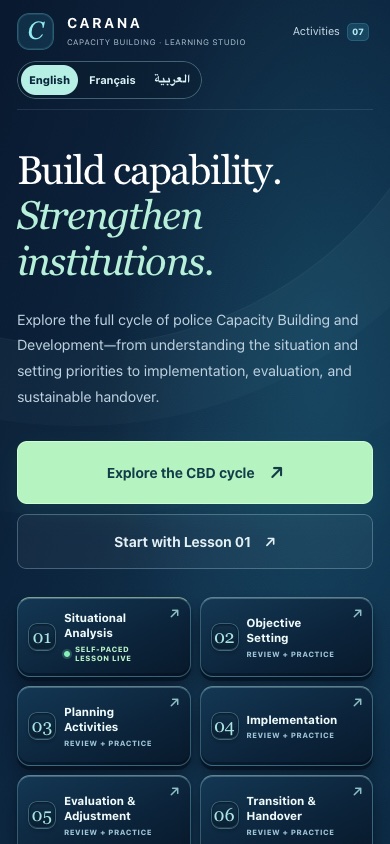 C
CARANA
CAPACITY BUILDING · LEARNING STUDIO
Activities 07
English Français العربية
Build capability.
Strengthen
institutions.
Explore the full cycle of police Capacity Building and
Development—from understanding the situation and
setting priorities to implementation, evaluation, and
sustainable handover.
Explore the CBD cycle ↗
Start with Lesson 01 ↗
01
Situational
Analysis
SELF-PACED
LESSON LIVE
↗
02
Objective
Setting
REVIEW + PRACTICE
↗
03
Planning
Activities
REVIEW + PRACTICE
↗
04
Implementation
REVIEW + PRACTICE
↗
05
Evaluation &
Adjustment
REVIEW + PRACTICE
↗
06
Transition &
Handover
REVIEW + PRACTICE
↗